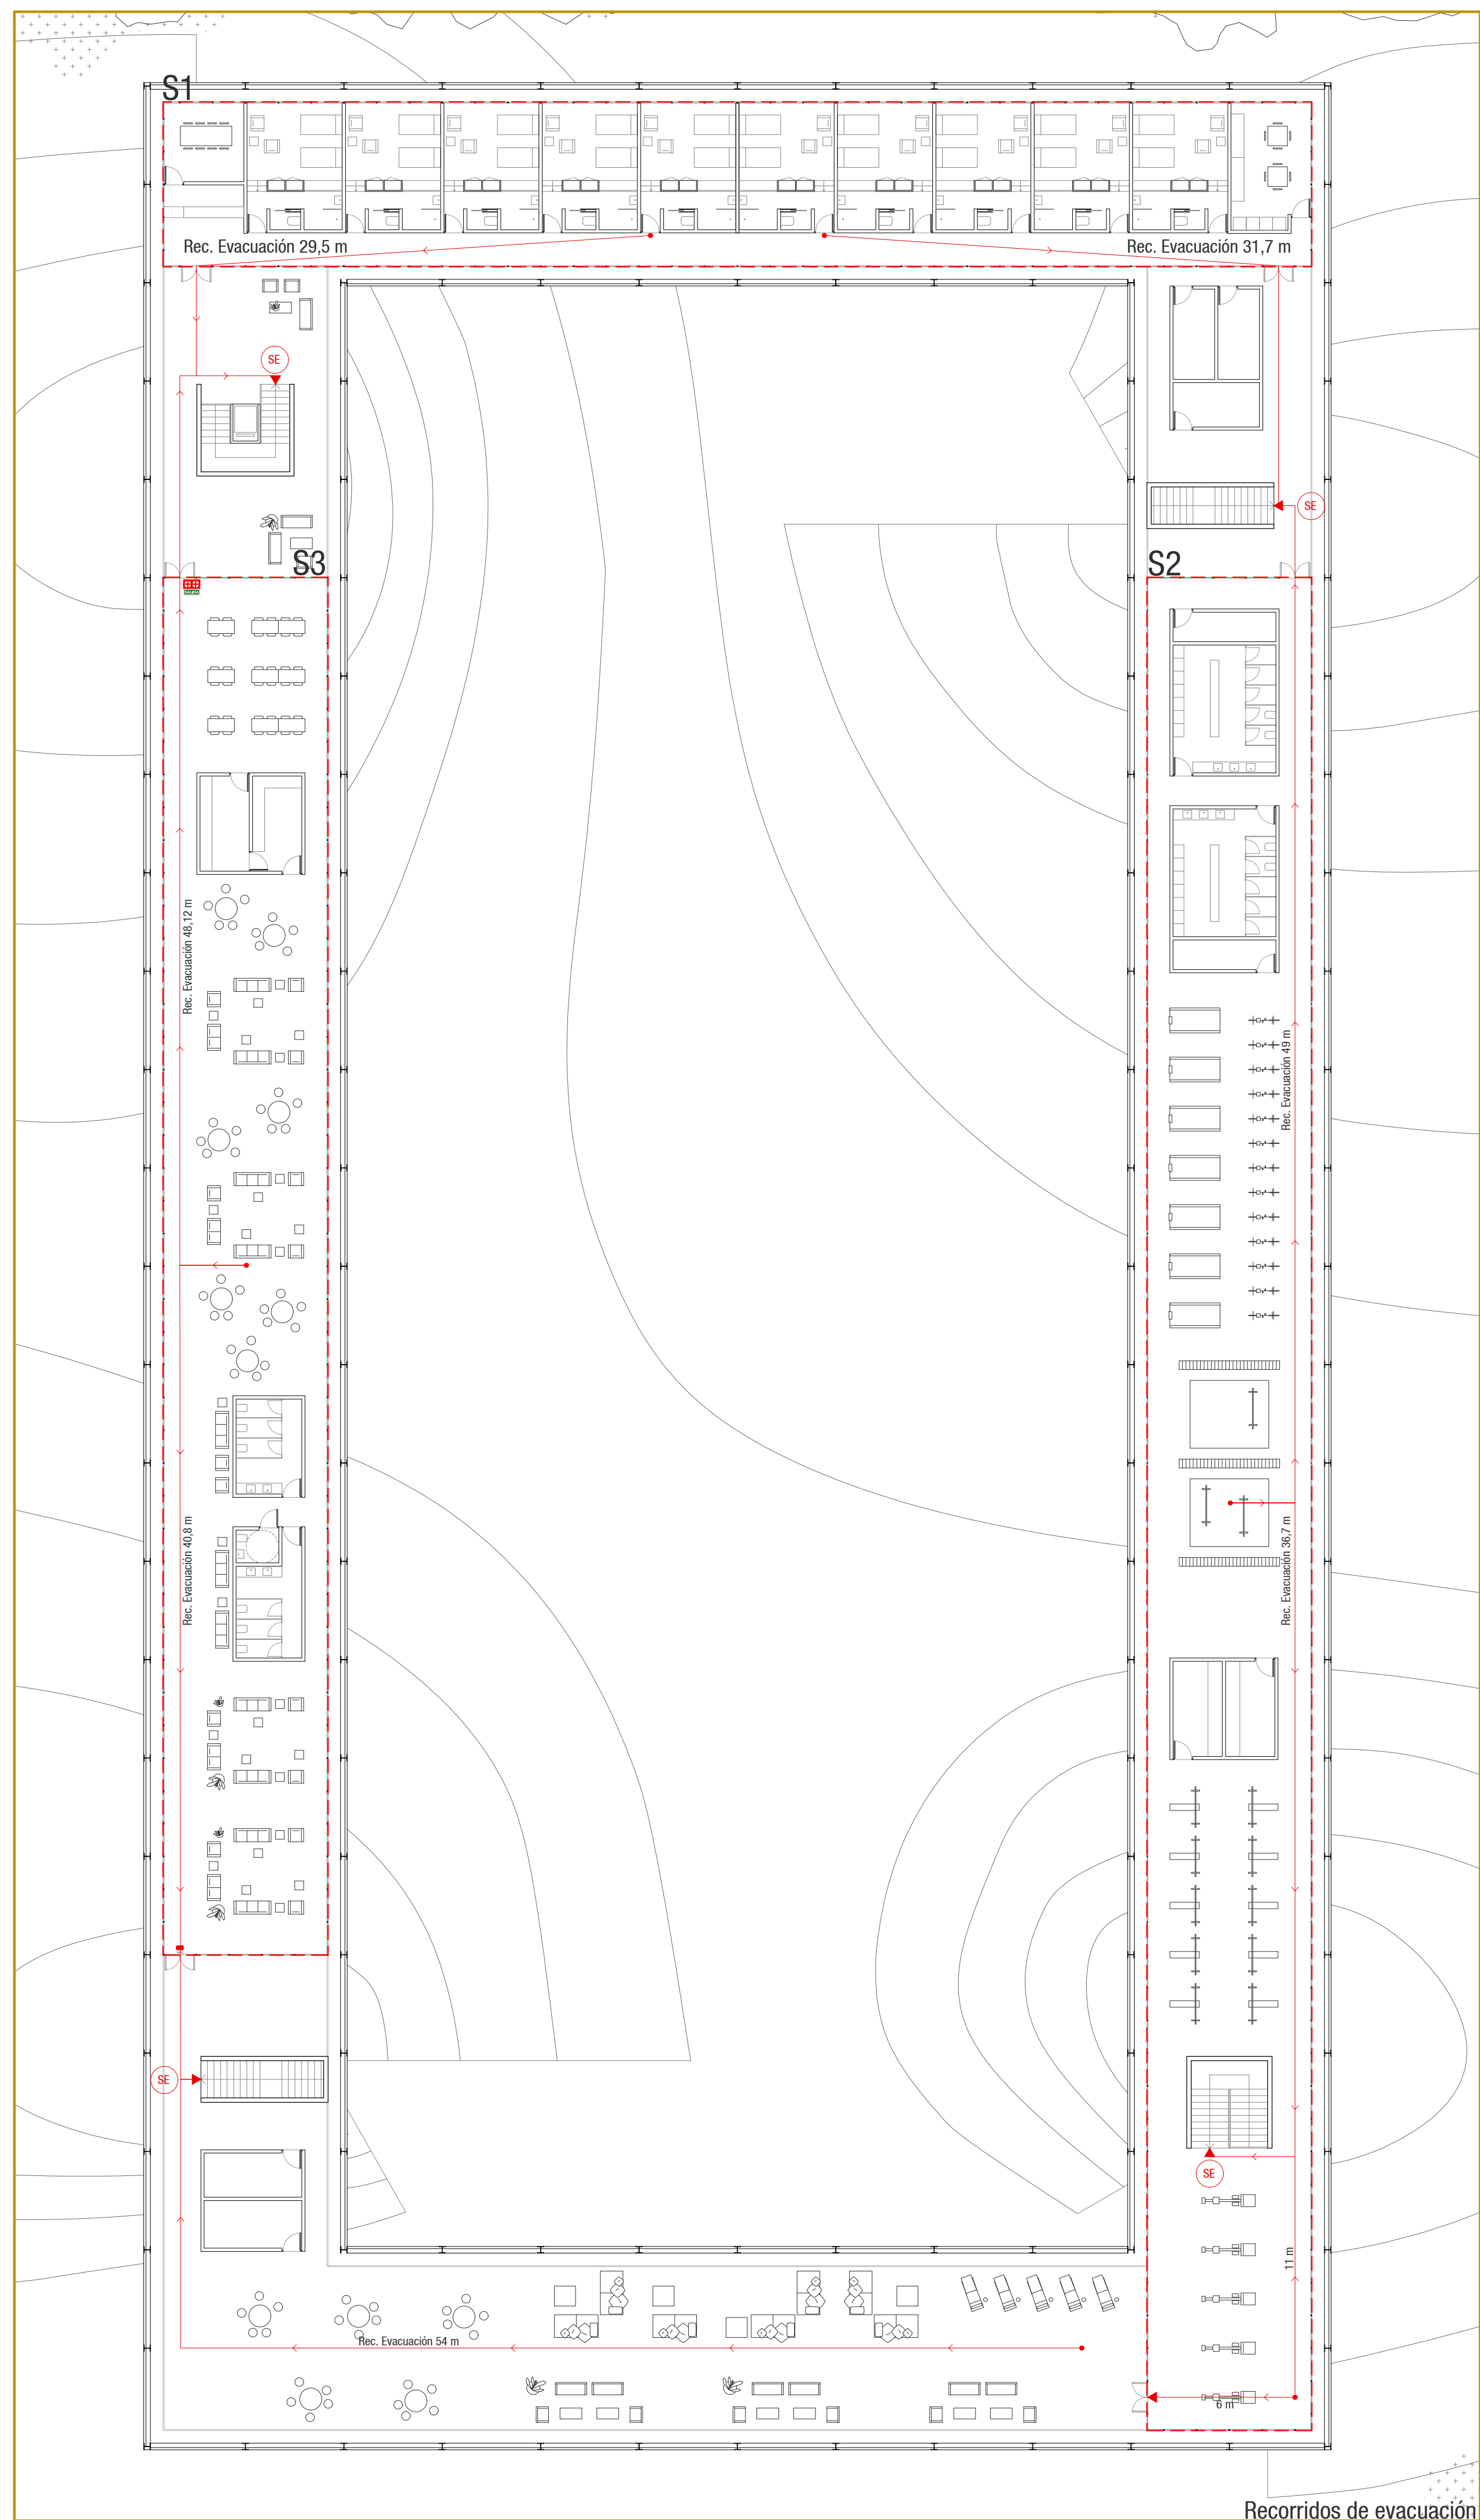 S1
Rec. Evacuación 29,5 m
Rec. Evacuación 31,7 m
SE
SE
S3
S2
SALIDA
Rec. Evacuación 48,12 m
Rec. Evacuación 49 m
Rec. Evacuación 40,8 m
Rec. Evacuación 36,7 m
SE
SE
11 m
Rec. Evacuación 54 m
6 m
Recorridos de evacuación